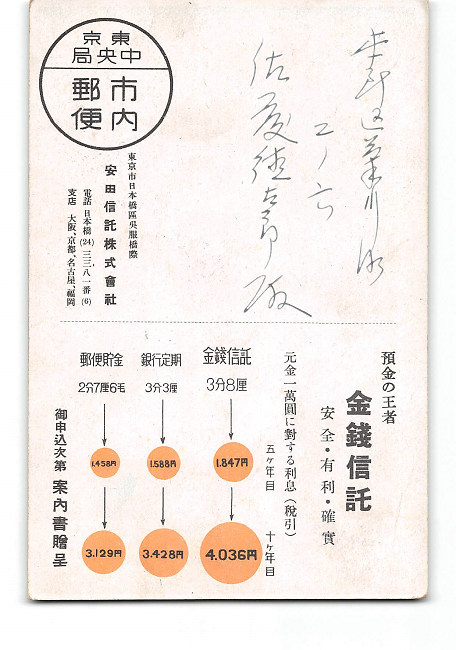 東京
中央局
市内
郵便
二ノ六
東京市日本橋區呉服橋際
安田信託株式會社
電話 日本橋(24)一三三八一番(6)
支店 大阪、京都、名古屋、福岡
預金の王者
金錢信託
安全・有利・確實
元金一萬圓に對する利息(税引)
金錢信託
3分8厘
銀行定期
3分3厘
郵便貯金
2分7厘6毛
五ヶ年目
1.847円
1.588円
1.458円
十ヶ年目
4.036円
3.428円
3.129円
御申込次第 案內書贈呈